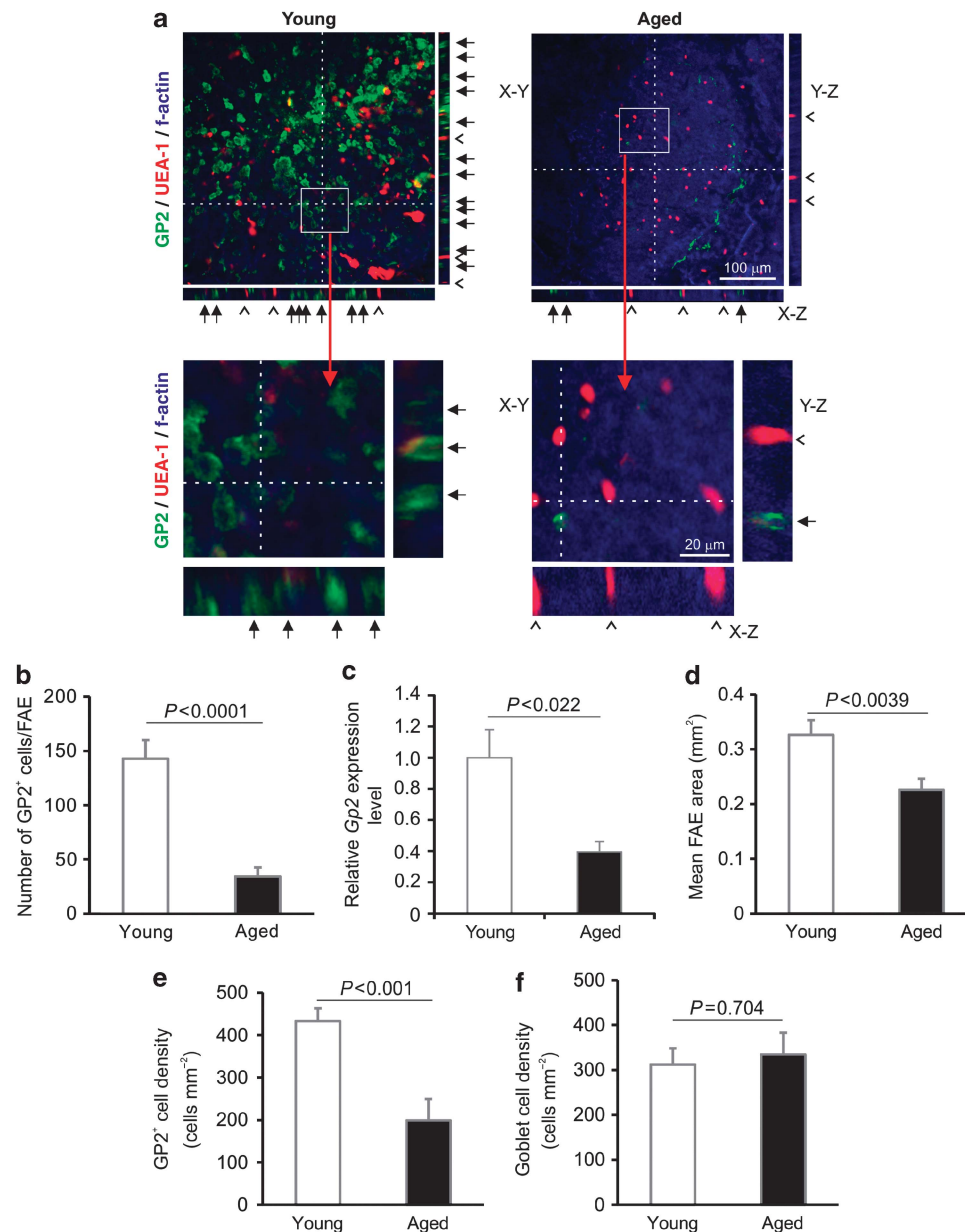 a
Young
Aged
GP2 / UEA-1 / f-actin
X-Y
Y-Z
100 µm
X-Z
GP2 / UEA-1 / f-actin
X-Y
Y-Z
20 µm
X-Z
b
Number of GP2⁺ cells/FAE
200
150
100
50
0
P<0.0001
Young
Aged
c
Relative Gp2 expression
level
1.4
1.2
1.0
0.8
0.6
0.4
0.2
0
P<0.022
Young
Aged
d
Mean FAE area (mm²)
0.4
0.3
0.2
0.1
0
P<0.0039
Young
Aged
e
GP2⁺ cell density
(cells mm⁻²)
500
400
300
200
100
0
P<0.001
Young
Aged
f
Goblet cell density
(cells mm⁻²)
500
400
300
200
100
0
P=0.704
Young
Aged